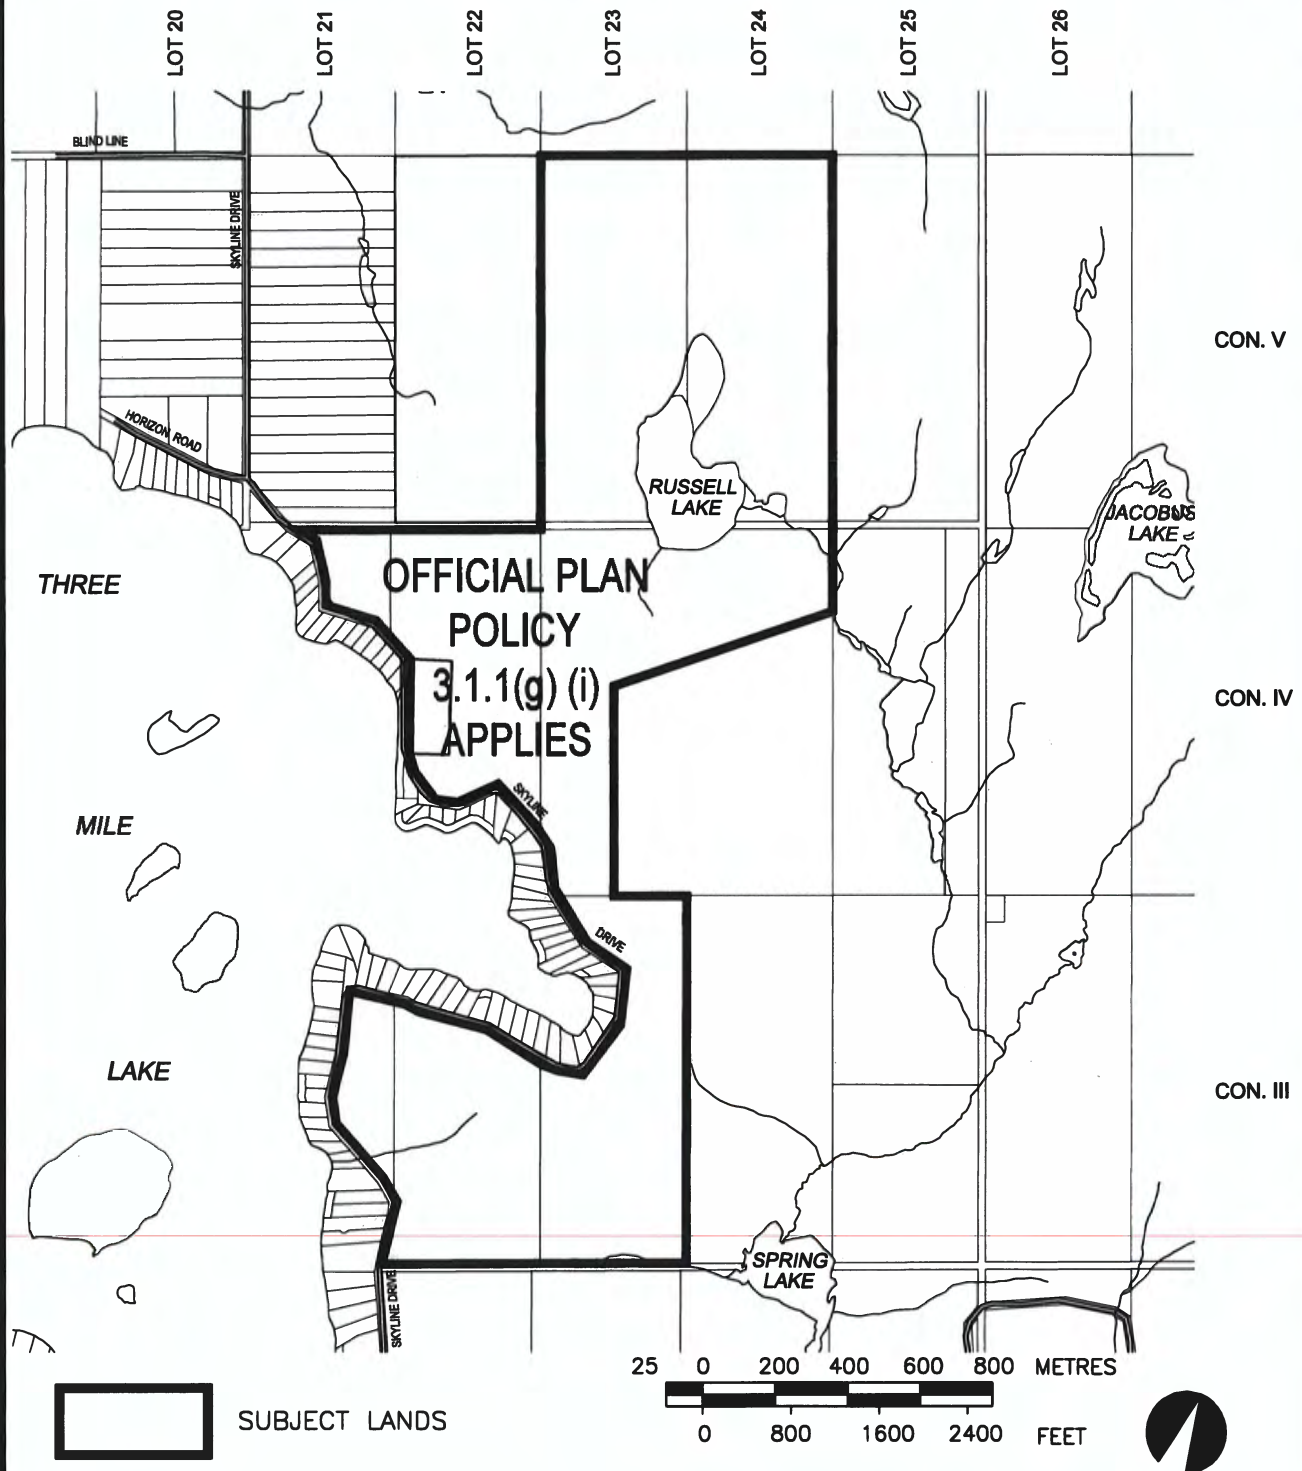 LOT 20
LOT 21
LOT 22
LOT 23
LOT 24
LOT 25
LOT 26
BLIND LINE
SKYLINE DRIVE
CON. V
HORIZON ROAD
RUSSELL
LAKE
JACOBUS
LAKE
THREE
OFFICIAL PLAN
POLICY
3.1.1(g) (i)
APPLIES
CON. IV
SKYLINE
MILE
DRIVE
LAKE
CON. III
SPRING
LAKE
SKYLINE DRIVE
25 0 200 400 600 800 METRES
SUBJECT LANDS
0 800 1600 2400 FEET